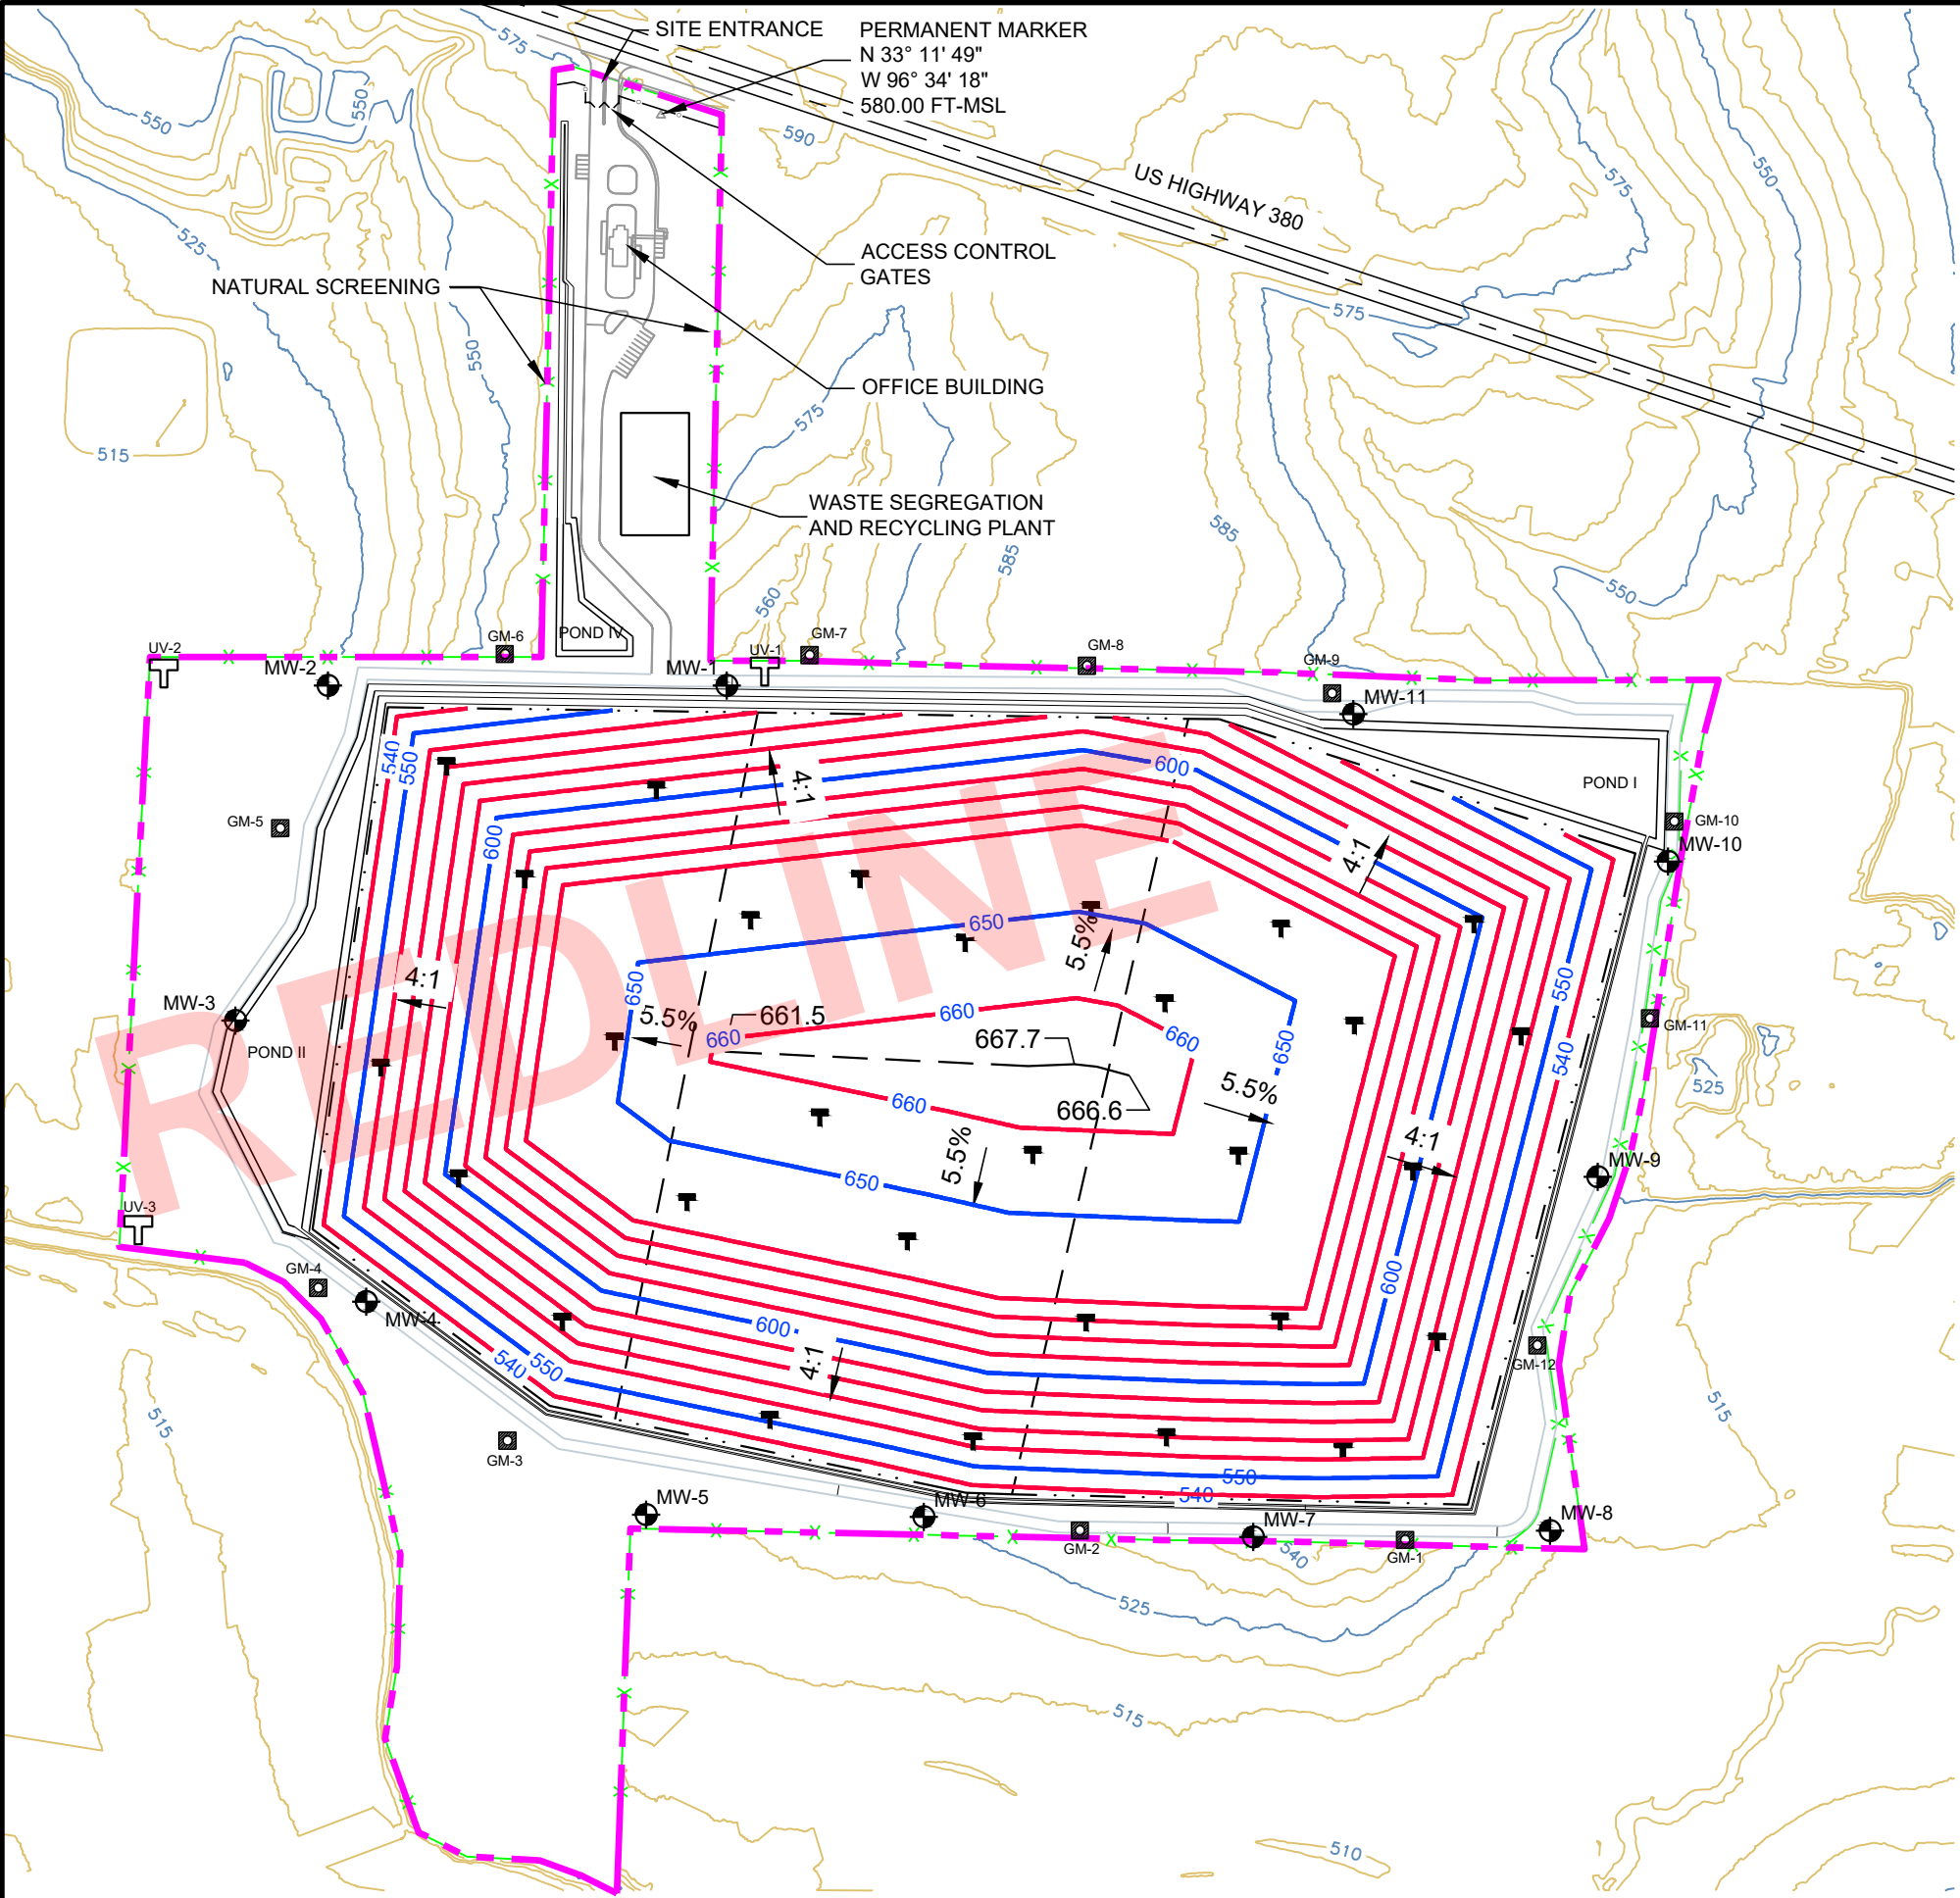 575
SITE ENTRANCE
PERMANENT MARKER
N 33° 11' 49"
W 96° 34' 18"
580.00 FT-MSL
550
550
590
575
550
US HIGHWAY 380
525
ACCESS CONTROL
GATES
NATURAL SCREENING
575
550
OFFICE BUILDING
575
515
WASTE SEGREGATION
AND RECYCLING PLANT
585
585
560
550
UV-2
MW-2
GM-6
POND IV
MW-1
UV-1
GM-7
GM-8
GM-9
MW-11
540
550
4:1
600
POND I
GM-5
600
4:1
GM-10
MW-10
REDLINE
650
5.5%
4:1
650
550
MW-3
5.5%
661.5
660
660
667.7
660
650
540
GM-11
POND II
5.5%
660
666.6
525
5.5%
4:1
MW-9
650
UV-3
GM-4
600
MW-4
600
4:1
540
550
GM-12
515
515
GM-3
550
540
MW-5
MW-6
MW-7
MW-8
GM-2
GM-1
540
525
515
510